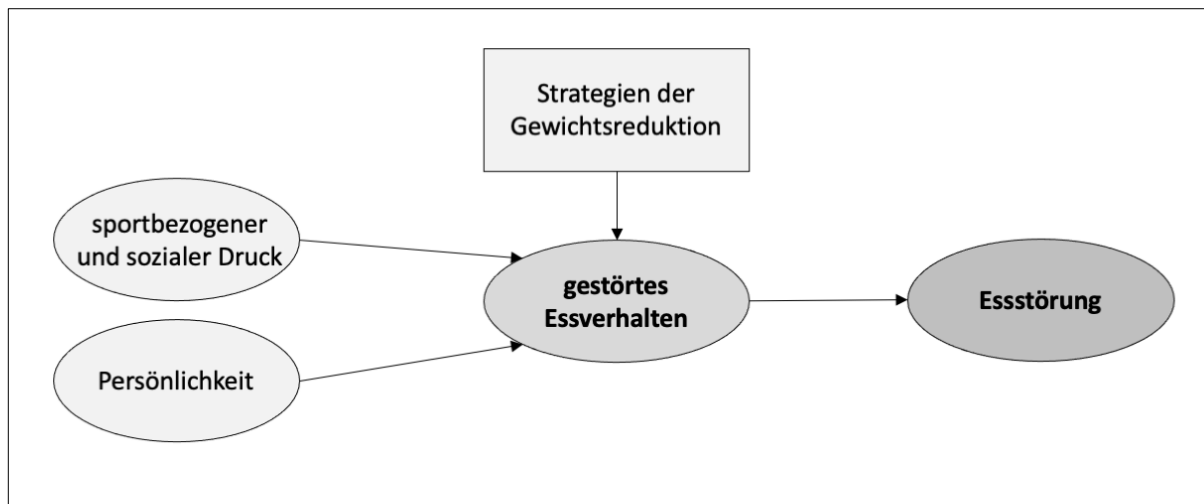 Strategien der
Gewichtsreduktion
sportbezogener
und sozialer Druck
gestörtes
Essverhalten
Essstörung
Persönlichkeit